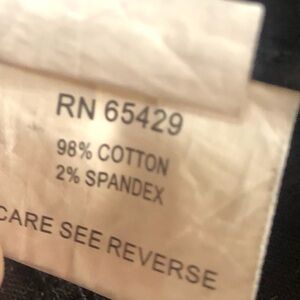 RN 65429
98% COTTON
2% SPANDEX
CARE SEE REVERSE